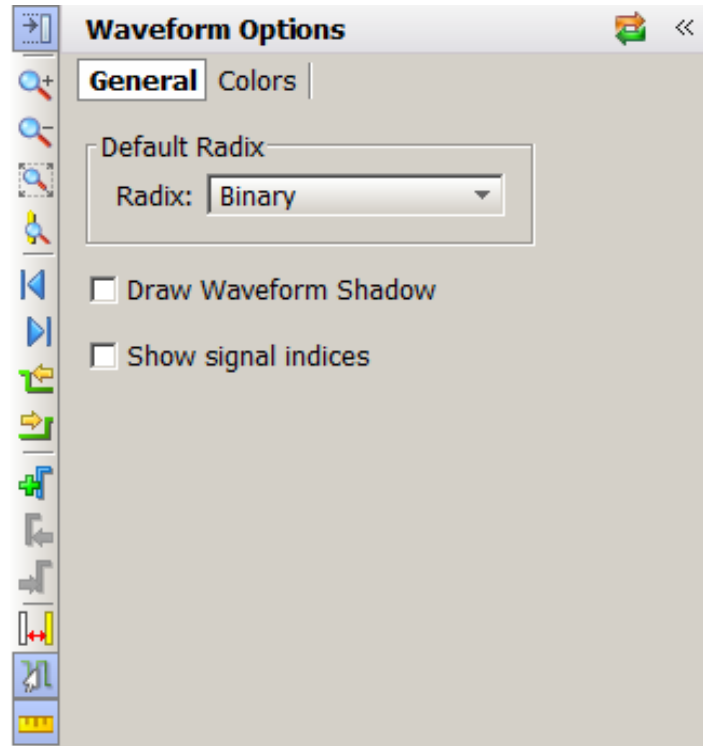 Waveform Options
General Colors
Default Radix
Radix: Binary
Draw Waveform Shadow
Show signal indices